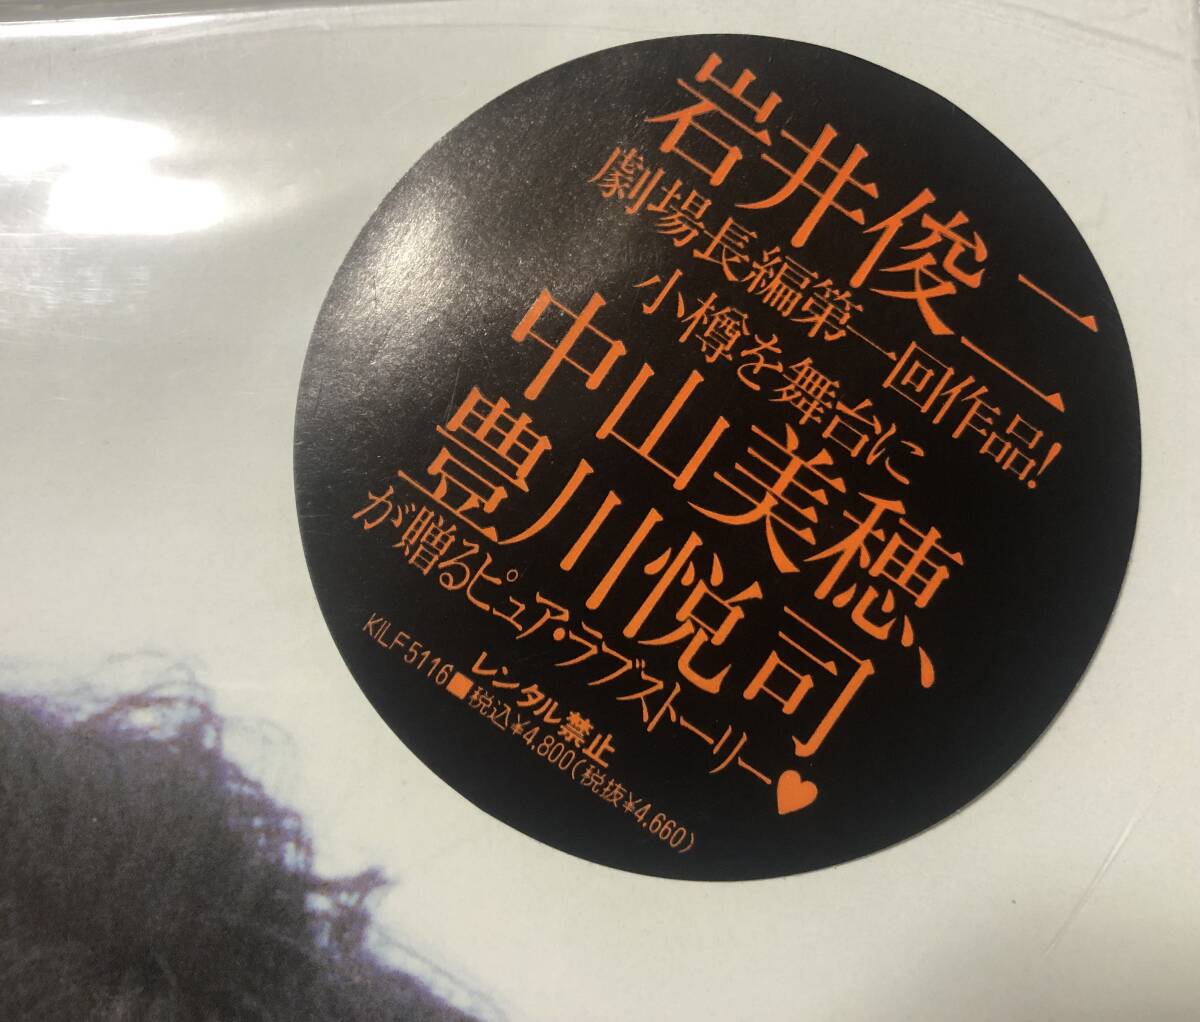 岩井俊二
劇場長編第一回作品!
小樽を舞台に
中山美穂、
豊川悦司
が贈るピュア・ラブストーリー♥
レンタル禁止
KILF5116■税込¥4,800(税抜¥4,660)